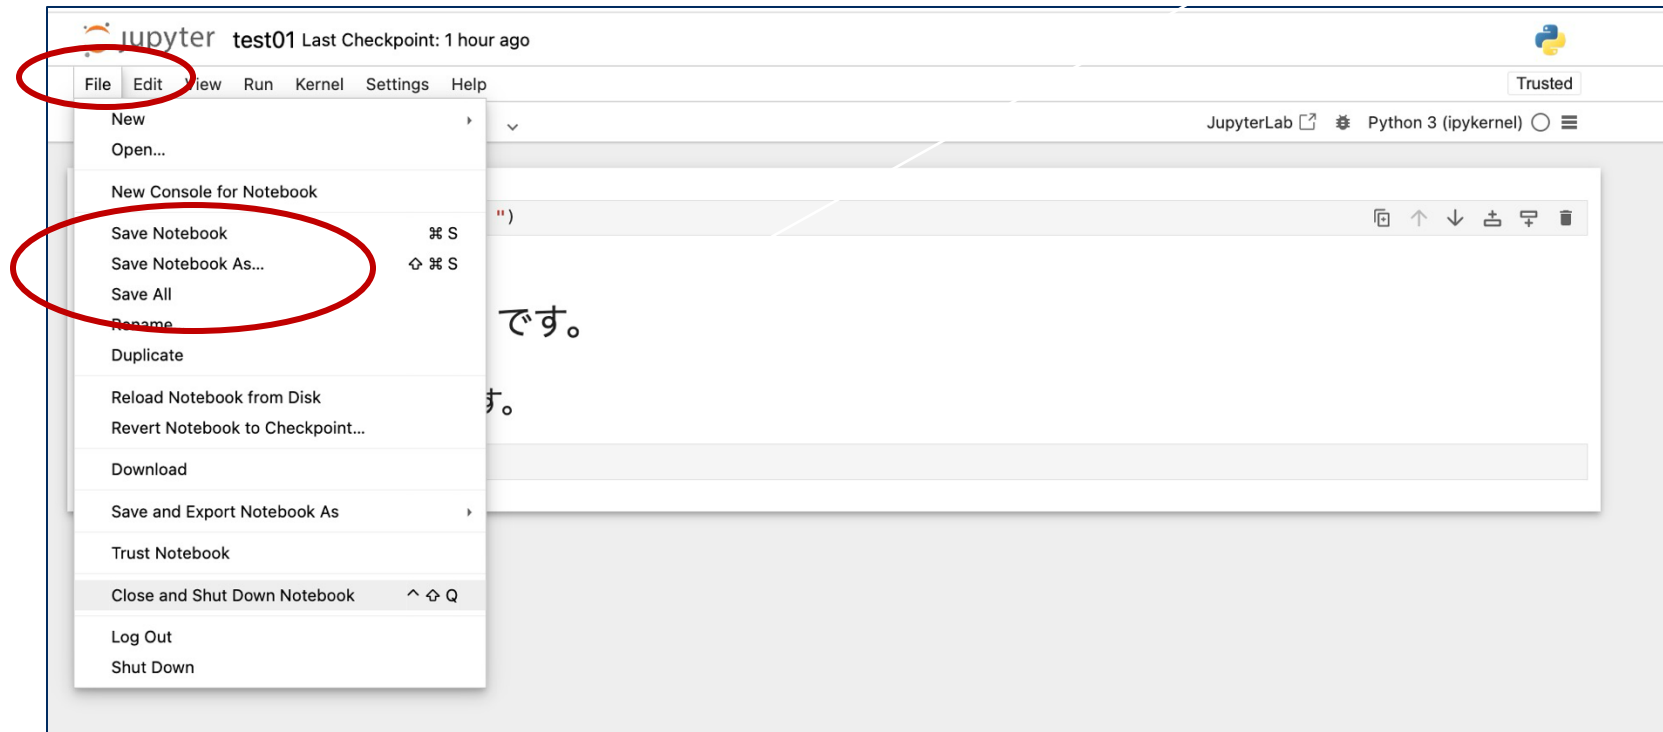 jupyter test01 Last Checkpoint: 1 hour ago
File Edit View Run Kernel Settings Help
Trusted
New
JupyterLab Python 3 (ipykernel)
Open...
New Console for Notebook
")
Save Notebook ⌘ S
Save Notebook As... ⇧ ⌘ S
Save All
Rename
です。
Duplicate
Reload Notebook from Disk
す。
Revert Notebook to Checkpoint...
Download
Save and Export Notebook As
Trust Notebook
Close and Shut Down Notebook ^ ⇧ Q
Log Out
Shut Down